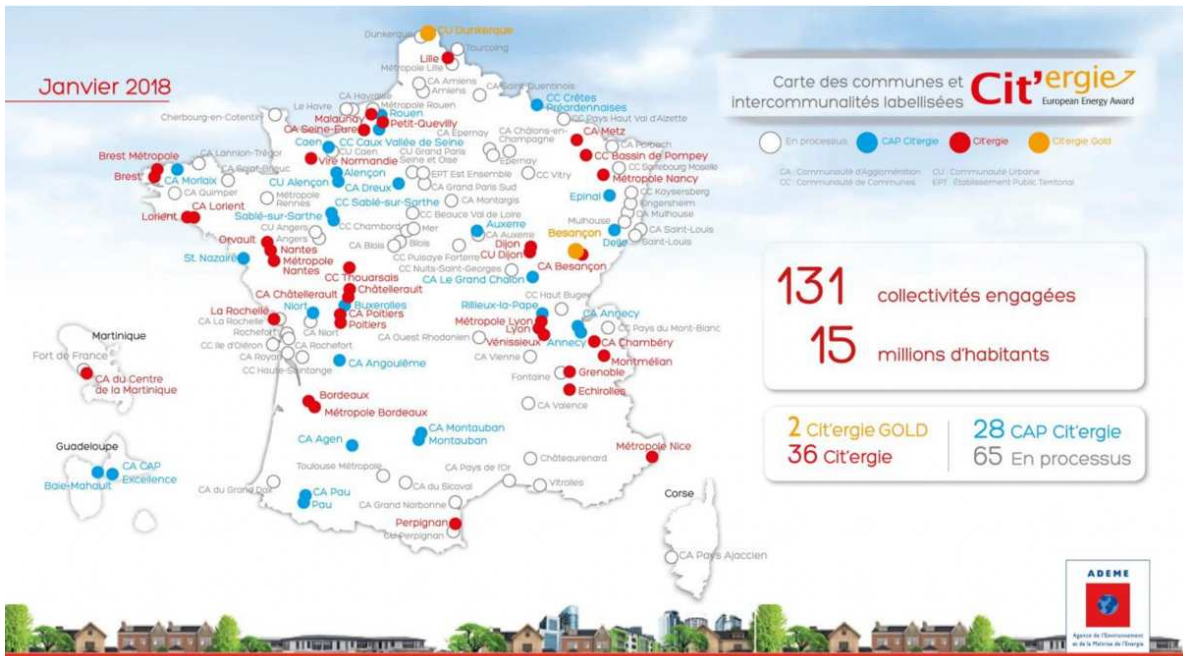 Janvier 2018
Carte des communes et
intercommunalités labellisées
Cit'ergie
European Energy Award
En processus
CAP Cit'ergie
Cit'ergie
Cit'ergie Gold
CA : Communauté d'Agglomération
CU : Communauté Urbaine
CC : Communauté de Communes
EPT : Etablissement Public Territorial
131 collectivités engagées
15 millions d'habitants
2 Cit'ergie GOLD
28 CAP Cit'ergie
36 Cit'ergie
65 En processus
Dunkerque
CU Dunkerque
Tourcoing
Lille
Métropole Lille
CA Amiens
Amiens
CA Saint Quentinois
CC Crêtes
Préardennaises
CC Pays Haut Val d'Alzette
Cherbourg-en-Cotentin
Le Havre
CA Havraise
Métropole Rouen
Malaunay
Rouen
Petit-Quevilly
CA Seine-Eure
CC Caux Vallée de Seine
Caen
CU Caen
Vire Normandie
CU Grand Paris
Seine et Oise
EPT Est Ensemble
CA Grand Paris Sud
CA Epernay
Epernay
CA Châlons-en-
Champagne
CC Vitry
CA Metz
CA Forbach
CC Bassin de Pompey
CC Sarrebourg Moselle
Métropole Nancy
CC Kaysersberg
Ungersheim
CA Mulhouse
Mulhouse
CA Saint-Louis
Saint-Louis
Epinal
Delle
Brest Métropole
Brest
CA Lannion-Trégor
CA Saint-Brieuc
CA Morlaix
CA Quimper
Métropole
Rennes
CA Lorient
Lorient
Alençon
CU Alençon
CA Dreux
CC Sablé-sur-Sarthe
Sablé-sur-Sarthe
CA Montargis
CC Beauce Val de Loire
CC Chambord
Mer
CA Blois
Blois
CU Angers
Angers
Auxerre
CA Auxerre
CC Puisaye Forterre
CC Nuits-Saint-Georges
Dijon
CU Dijon
Besançon
CA Besançon
CA Le Grand Chalon
Orvault
Nantes
Métropole
Nantes
St. Nazaire
CC Thouarsais
Châtellerault
CA Châtellerault
Buxerolles
CA Poitiers
Poitiers
Niort
CA Niort
La Rochelle
CA La Rochelle
Rochefort
CA Rochefort
CC Ile d'Oléron
CA Royan
CC Haute-Saintonge
CA Angoulême
CC Haut Bugey
Rillieux-la-Pape
Métropole Lyon
Lyon
Vénissieux
CA Ouest Rhodanien
CA Vienne
CA Annecy
Annecy
CC Pays du Mont-Blanc
CA Chambéry
Montmélian
Fontaine
Grenoble
Echirolles
CA Valence
Bordeaux
Métropole Bordeaux
CA Agen
CA Montauban
Montauban
Toulouse Métropole
CA du Sicoval
CA du Grand Dax
CA Pau
Pau
CA Pays de l'Or
CA Grand Narbonne
Châteaurenard
Vitrolles
Métropole Nice
Perpignan
CU Perpignan
Corse
CA Pays Ajaccien
Martinique
Fort de France
CA du Centre
de la Martinique
Guadeloupe
CA CAP
Excellence
Baie-Mahault
ADEME
Agence de l'Environnement
et de la Maîtrise de l'Energie